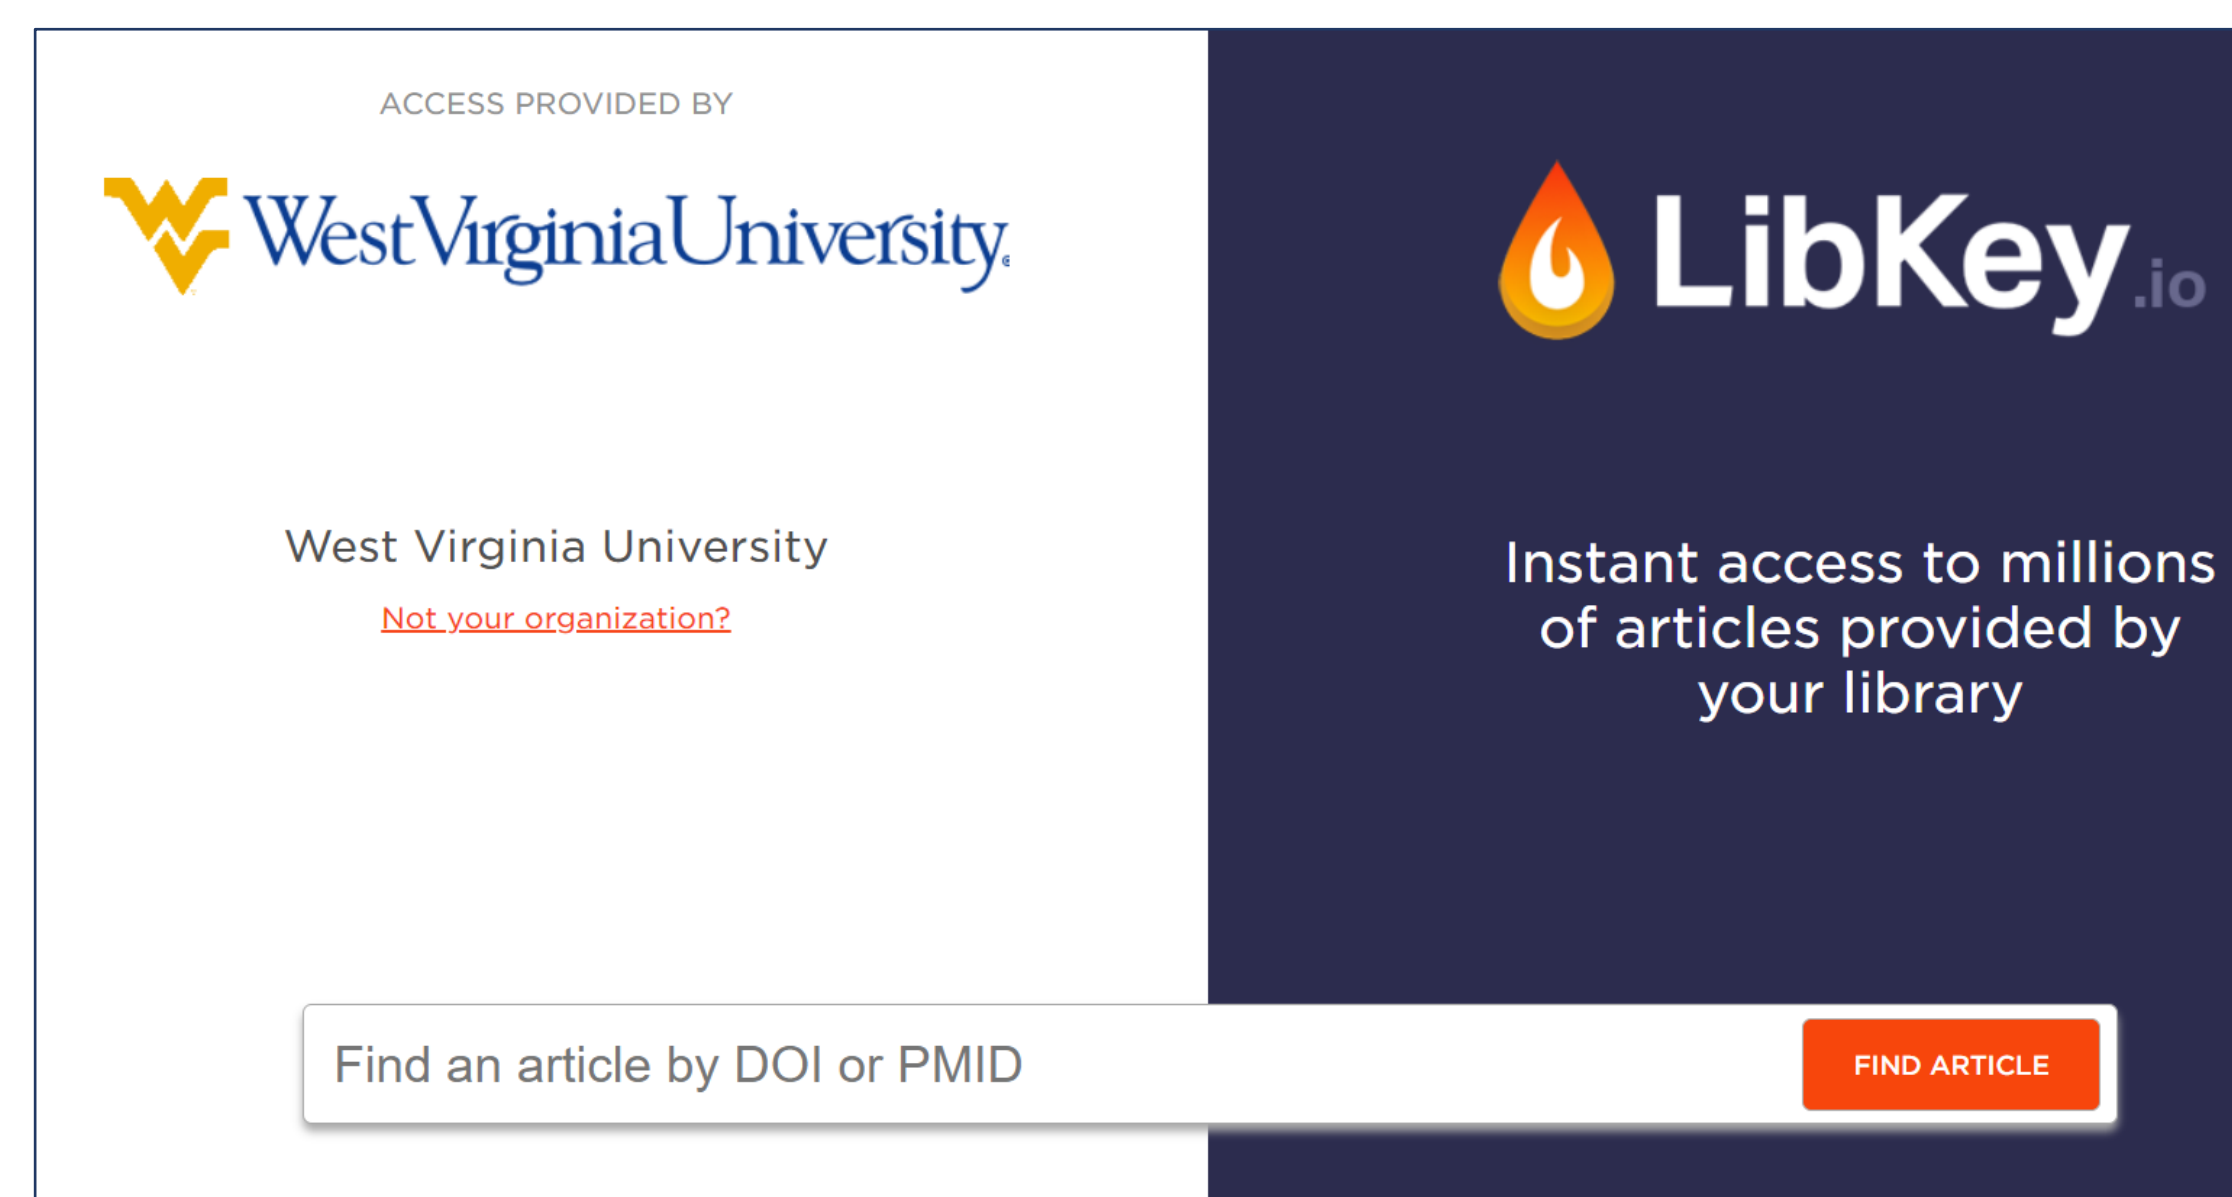 ACCESS PROVIDED BY
WestVirginiaUniversity.
West Virginia University
Not your organization?
LibKey.io
Instant access to millions
of articles provided by
your library
Find an article by DOI or PMID
FIND ARTICLE